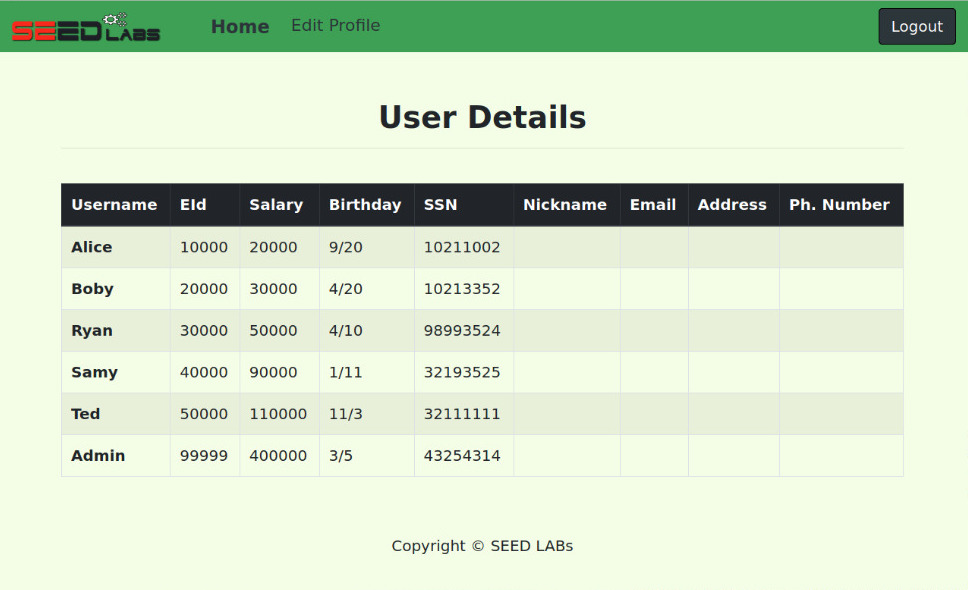 SEED LABS Home Edit Profile Logout
User Details
Username EId Salary Birthday SSN Nickname Email Address Ph. Number
Alice 10000 20000 9/20 10211002
Boby 20000 30000 4/20 10213352
Ryan 30000 50000 4/10 98993524
Samy 40000 90000 1/11 32193525
Ted 50000 110000 11/3 32111111
Admin 99999 400000 3/5 43254314
Copyright © SEED LABs